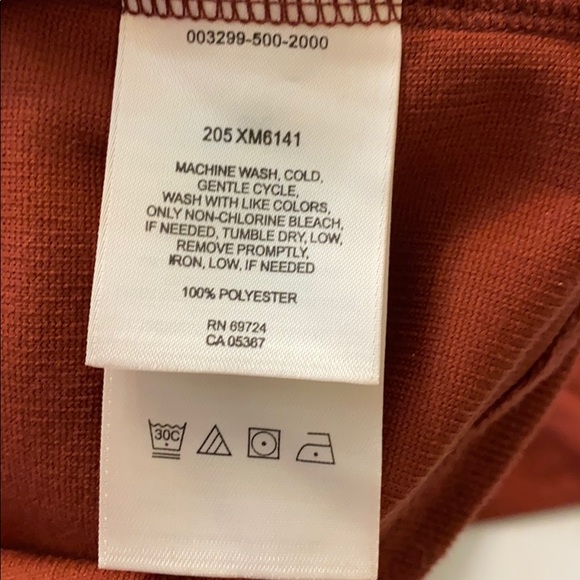 003299-500-2000
205 XM6141
MACHINE WASH, COLD,
GENTLE CYCLE,
WASH WITH LIKE COLORS,
ONLY NON-CHLORINE BLEACH,
IF NEEDED, TUMBLE DRY, LOW,
REMOVE PROMPTLY,
IRON, LOW, IF NEEDED
100% POLYESTER
RN 69724
CA 05367
30C